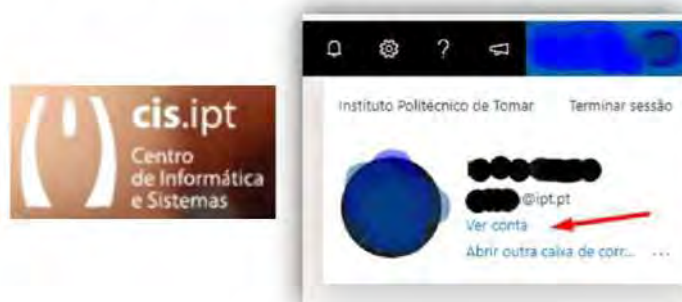 cis.ipt
Centro
de Informática
e Sistemas
?
Instituto Politécnico de Tomar Terminar sessão
@ipt.pt
Ver conta
Abrir outra caixa de corr... ...